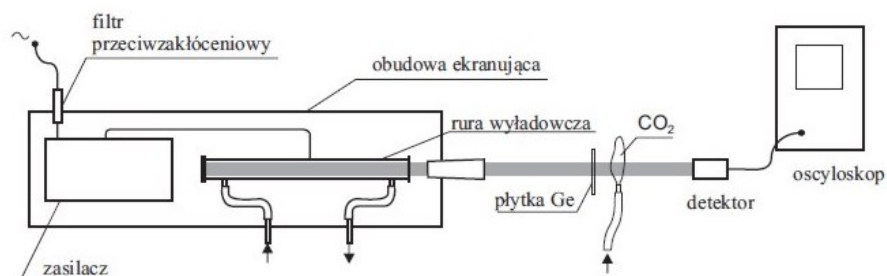 filtr
przeciwzakłóceniowy
obudowa ekranująca
rura wyładowcza
CO₂
płytka Ge
detektor
oscyloskop
zasilacz